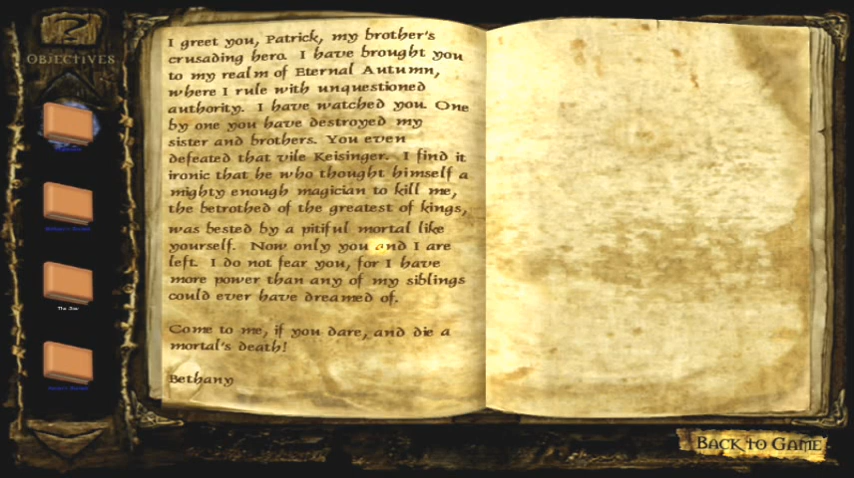 OBJECTIVES
I greet you, Patrick, my brother's
crusading hero. I have brought you
to my realm of Eternal Autumn,
where I rule with unquestioned
authority. I have watched you. One
by one you have destroyed my
sister and brothers. You even
defeated that vile Keisinger. I find it
ironic that he who thought himself a
mighty enough magician to kill me,
the betrothed of the greatest of kings,
was bested by a pitiful mortal like
yourself. Now only you and I are
left. I do not fear you, for I have
more power than any of my siblings
could ever have dreamed of.
Come to me, if you dare, and die a
mortal's death!
Bethany
BACK TO GAME